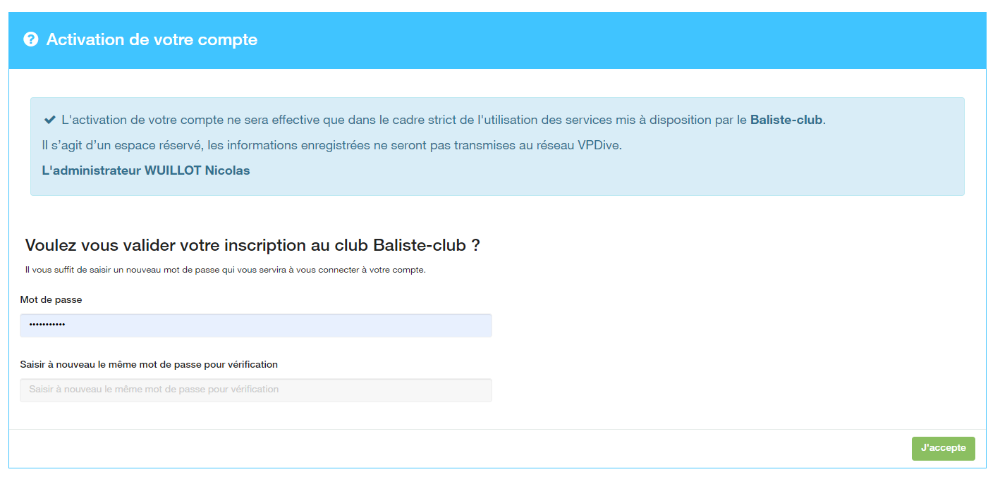 Activation de votre compte
L'activation de votre compte ne sera effective que dans le cadre strict de l'utilisation des services mis à disposition par le Baliste-club.
Il s’agit d’un espace réservé, les informations enregistrées ne seront pas transmises au réseau VPDive.
L'administrateur WUILLOT Nicolas
Voulez vous valider votre inscription au club Baliste-club ?
Il vous suffit de saisir un nouveau mot de passe qui vous servira à vous connecter à votre compte.
Mot de passe
•••••••••••
Saisir à nouveau le même mot de passe pour vérification
Saisir à nouveau le même mot de passe pour vérification
J'accepte